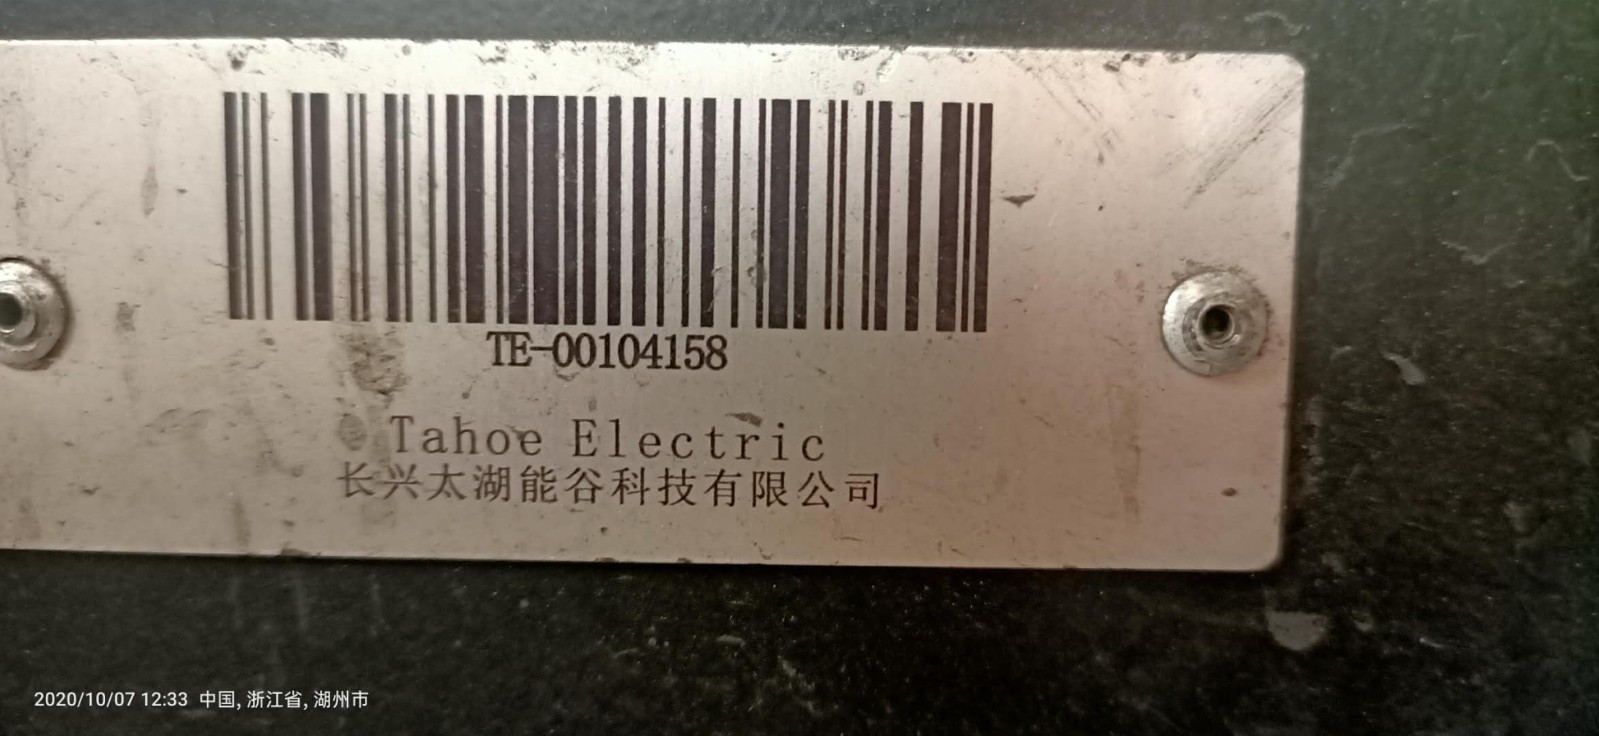 TE-00104158
Tahoe Electric
长兴太湖能谷科技有限公司
2020/10/07 12:33 中国, 浙江省, 湖州市